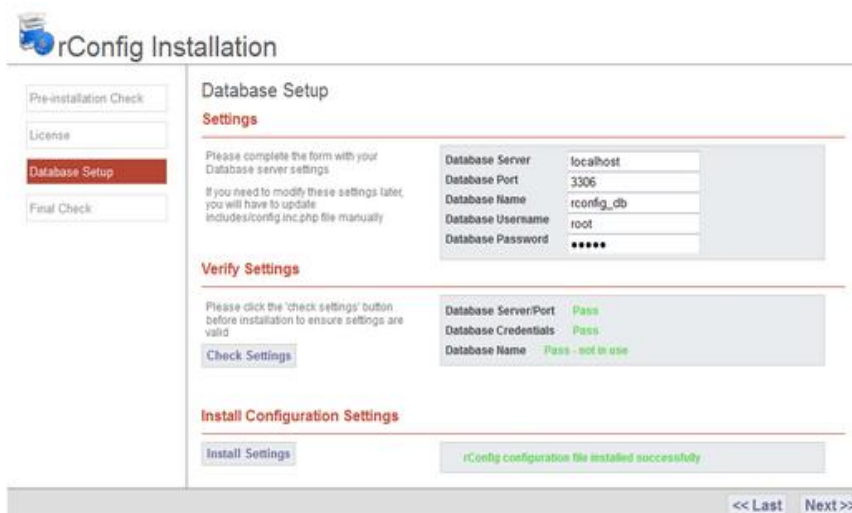 rConfig Installation
Pre-installation Check
License
Database Setup
Final Check
Database Setup
Settings
Please complete the form with your
Database server settings
If you need to modify these settings later,
you will have to update
includes/config.inc.php file manually
Database Server localhost
Database Port 3306
Database Name rconfig_db
Database Username root
Database Password •••••
Verify Settings
Please click the 'check settings' button
before installation to ensure settings are
valid
Check Settings
Database Server/Port Pass
Database Credentials Pass
Database Name Pass - not in use
Install Configuration Settings
Install Settings
rConfig configuration file installed successfully
<< Last Next >>